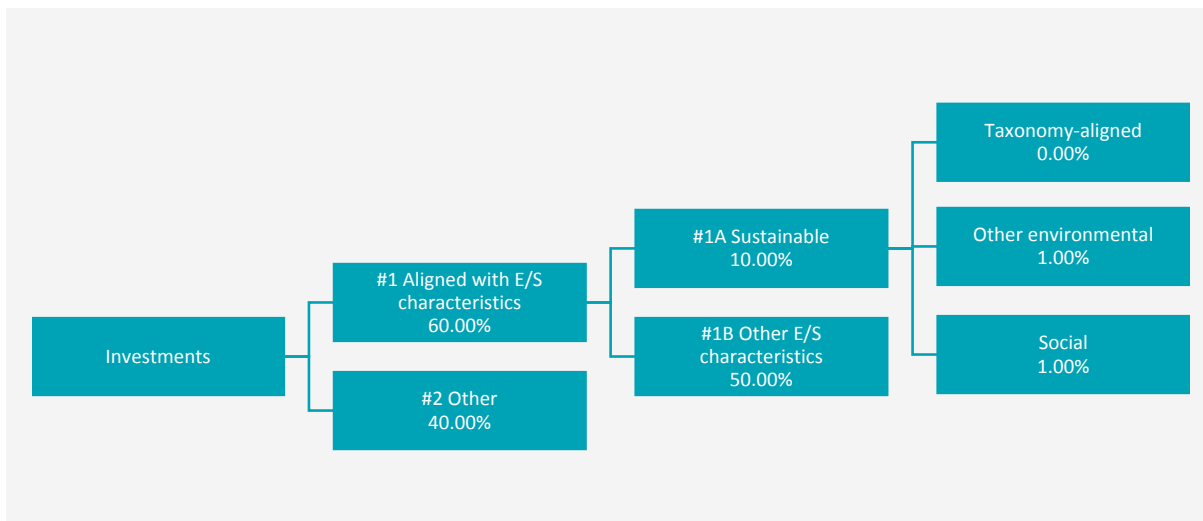 Investments
#1 Aligned with E/S
characteristics
60.00%
#2 Other
40.00%
#1A Sustainable
10.00%
#1B Other E/S
characteristics
50.00%
Taxonomy-aligned
0.00%
Other environmental
1.00%
Social
1.00%